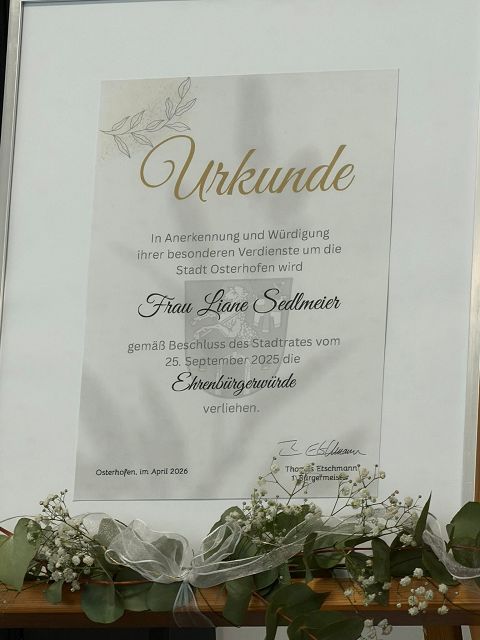 Urkunde
In Anerkennung und Würdigung
ihrer besonderen Verdienste um die
Stadt Osterhofen wird
Frau Liane Sedlmeier
gemäß Beschluss des Stadtrates vom
25. September 2025 die
Ehrenbürgerwürde
verliehen.
Osterhofen, im April 2026
Thomas Etschmann
1. Bürgermeister